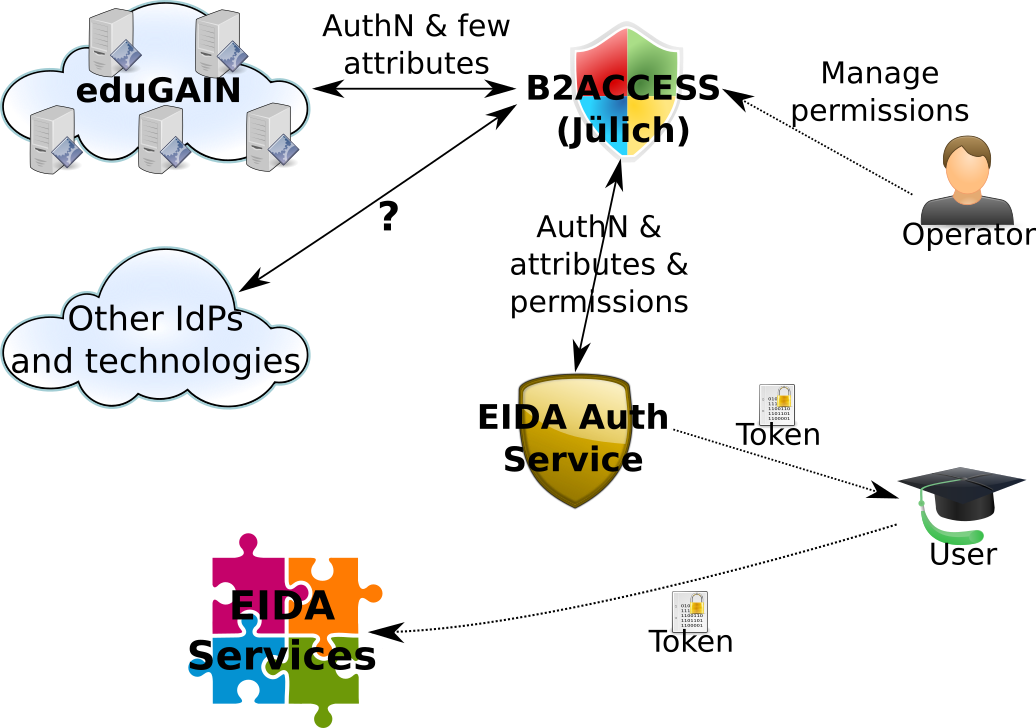 AuthN & few
attributes
eduGAIN
B2ACCESS
(Jülich)
Manage
permissions
Operator
?
AuthN &
attributes &
permissions
Other IdPs
and technologies
EIDA Auth
Service
Token
User
EIDA
Services
Token